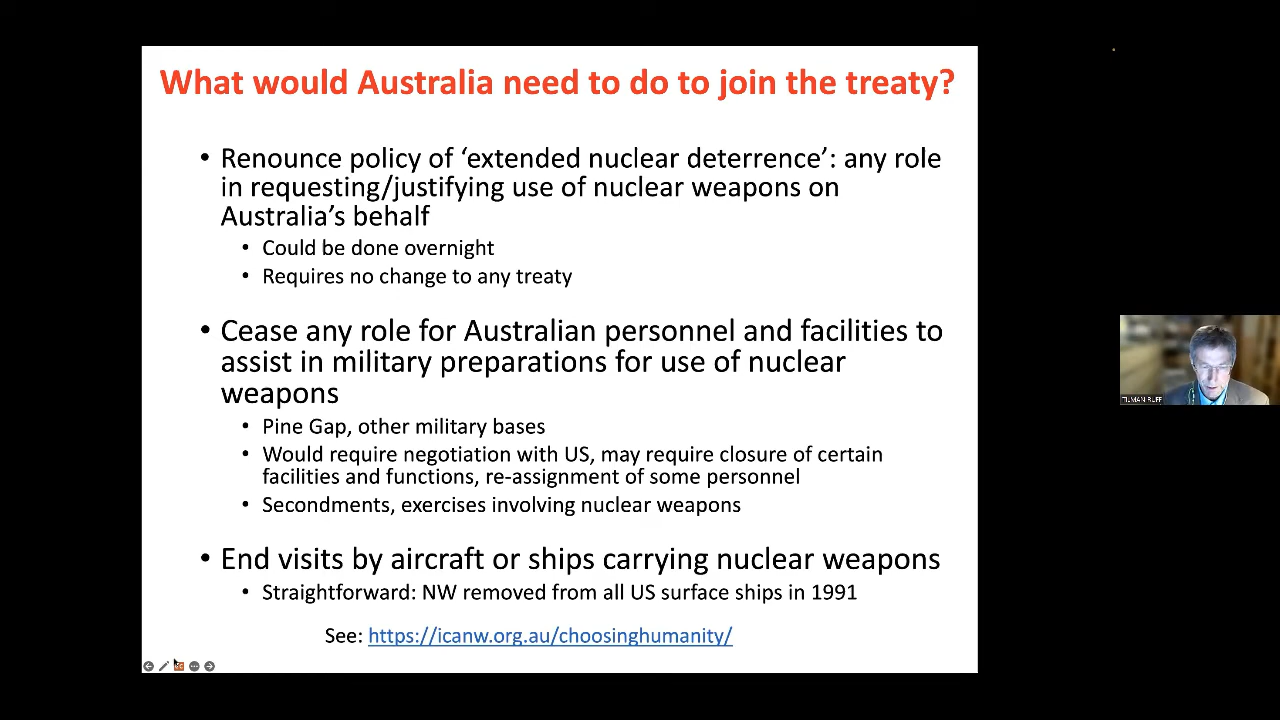 What would Australia need to do to join the treaty?
• Renounce policy of ‘extended nuclear deterrence’: any role
in requesting/justifying use of nuclear weapons on
Australia’s behalf
• Could be done overnight
• Requires no change to any treaty
• Cease any role for Australian personnel and facilities to
assist in military preparations for use of nuclear
weapons
• Pine Gap, other military bases
• Would require negotiation with US, may require closure of certain
facilities and functions, re-assignment of some personnel
• Secondments, exercises involving nuclear weapons
• End visits by aircraft or ships carrying nuclear weapons
• Straightforward: NW removed from all US surface ships in 1991
See: https://icanw.org.au/choosinghumanity/
TILMAN RUFF